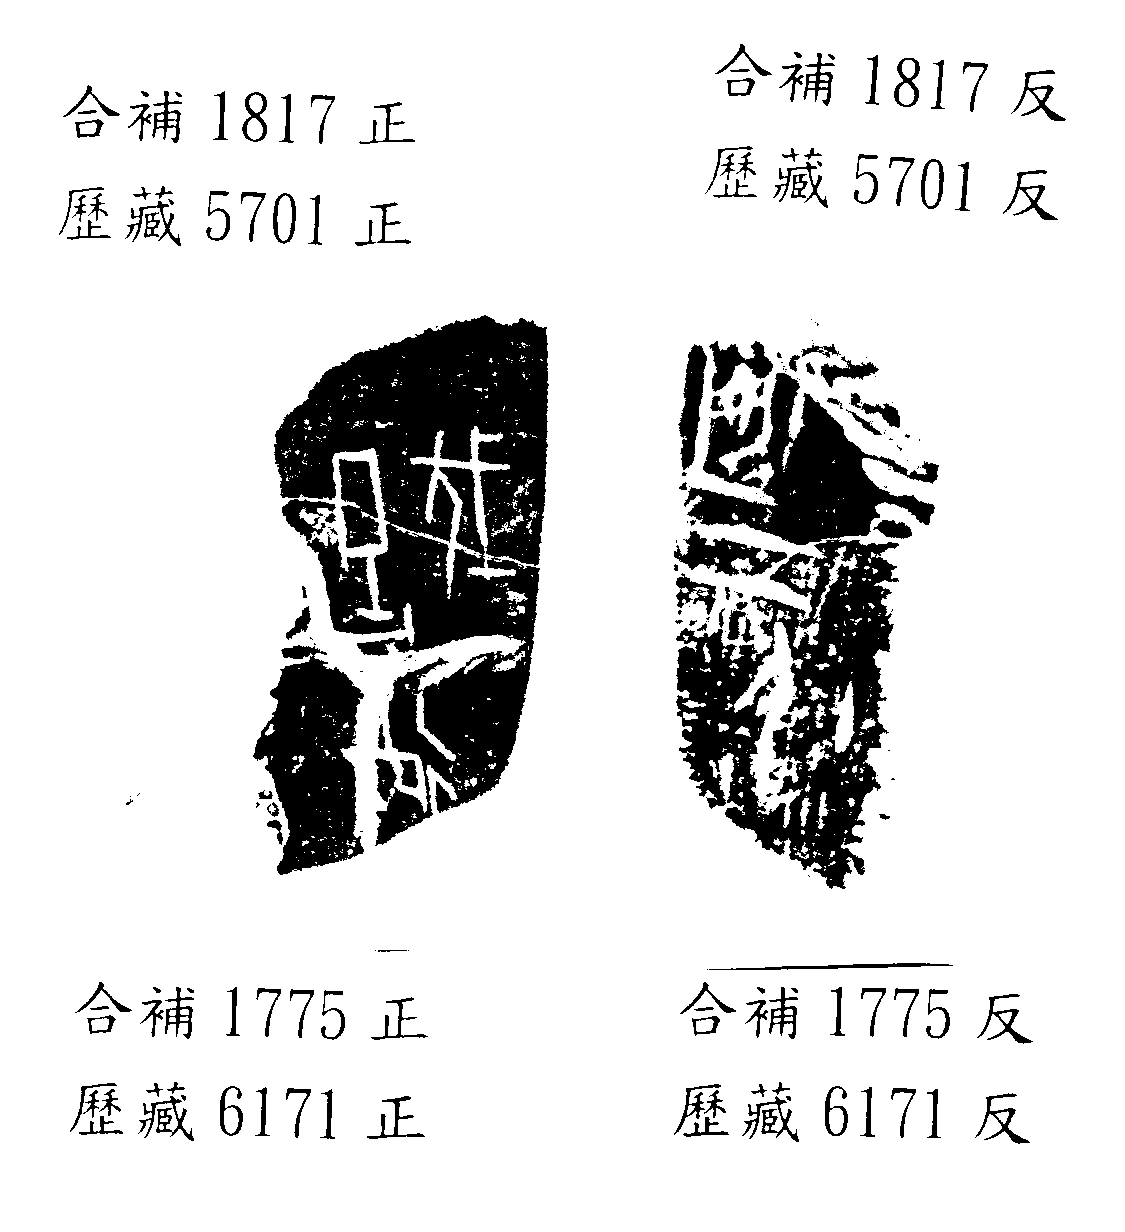 合補 1817 正
歷藏 5701 正
合補 1817 反
歷藏 5701 反
合補 1775 正
歷藏 6171 正
合補 1775 反
歷藏 6171 反